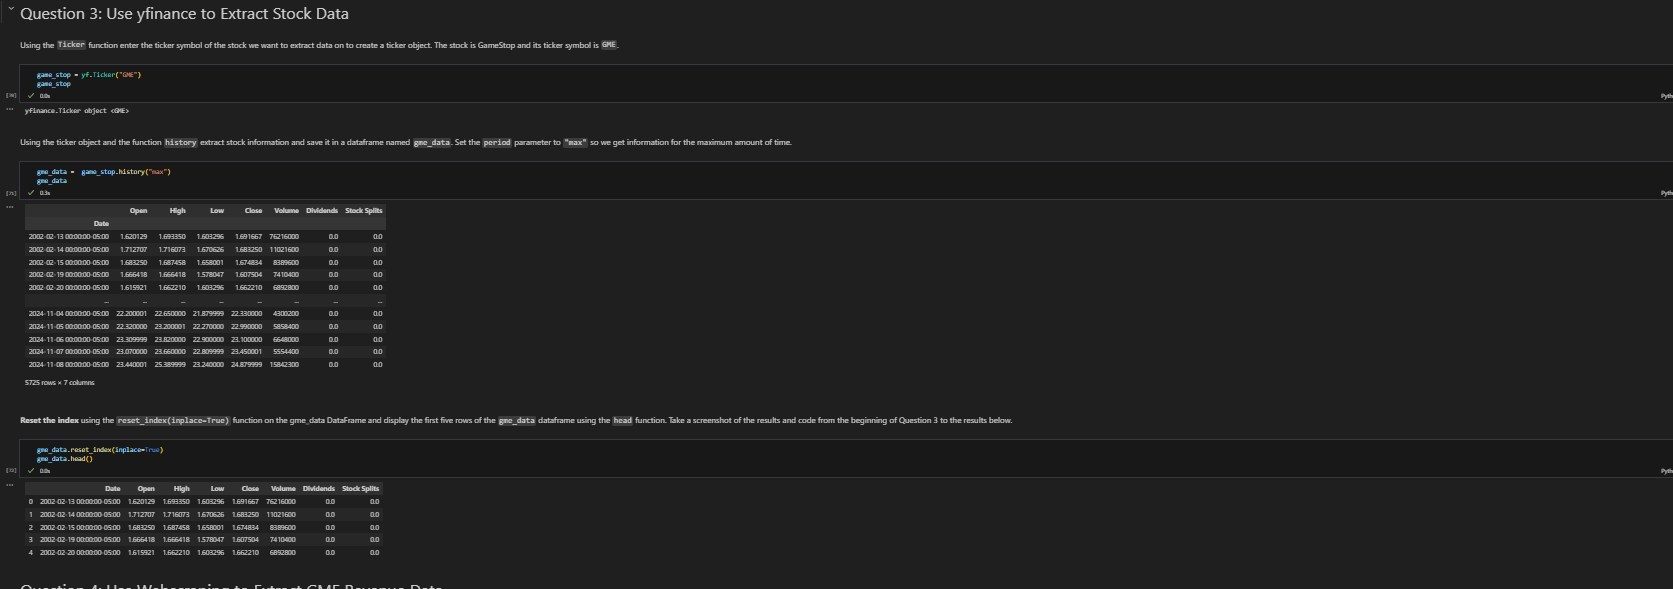 Question 3: Use yfinance to Extract Stock Data
Using the Ticker function enter the ticker symbol of the stock we want to extract data on to create a ticker object. The stock is GameStop and its ticker symbol is GME.
game_stop = yf.Ticker("GME")
game_stop
[70] ✓ 0.0s
Pyth
... yfinance.Ticker object <GME>
Using the ticker object and the function history extract stock information and save it in a dataframe named gme_data. Set the period parameter to "max" so we get information for the maximum amount of time.
gme_data = game_stop.history("max")
gme_data
[71] ✓ 0.3s
Pyth
...
Open High Low Close Volume Dividends Stock Splits
Date
2002-02-13 00:00:00-05:00 1.620129 1.693350 1.603296 1.691667 76216000 0.0 0.0
2002-02-14 00:00:00-05:00 1.712707 1.716073 1.670626 1.683250 11021600 0.0 0.0
2002-02-15 00:00:00-05:00 1.683250 1.687458 1.658001 1.674834 8389600 0.0 0.0
2002-02-19 00:00:00-05:00 1.666418 1.666418 1.578047 1.607504 7410400 0.0 0.0
2002-02-20 00:00:00-05:00 1.615921 1.662210 1.603296 1.662210 6892800 0.0 0.0
... ... ... ... ... ... ... ...
2024-11-04 00:00:00-05:00 22.200001 22.650000 21.879999 22.330000 4300200 0.0 0.0
2024-11-05 00:00:00-05:00 22.320000 23.200001 22.270000 22.990000 5858400 0.0 0.0
2024-11-06 00:00:00-05:00 23.309999 23.820000 22.900000 23.100000 6648000 0.0 0.0
2024-11-07 00:00:00-05:00 23.070000 23.660000 22.809999 23.450001 5554400 0.0 0.0
2024-11-08 00:00:00-05:00 23.440001 25.389999 23.240000 24.879999 15842300 0.0 0.0
5725 rows × 7 columns
Reset the index using the reset_index(inplace=True) function on the gme_data DataFrame and display the first five rows of the gme_data dataframe using the head function. Take a screenshot of the results and code from the beginning of Question 3 to the results below.
gme_data.reset_index(inplace=True)
gme_data.head()
[72] ✓ 0.0s
Pyth
...
Date Open High Low Close Volume Dividends Stock Splits
0 2002-02-13 00:00:00-05:00 1.620129 1.693350 1.603296 1.691667 76216000 0.0 0.0
1 2002-02-14 00:00:00-05:00 1.712707 1.716073 1.670626 1.683250 11021600 0.0 0.0
2 2002-02-15 00:00:00-05:00 1.683250 1.687458 1.658001 1.674834 8389600 0.0 0.0
3 2002-02-19 00:00:00-05:00 1.666418 1.666418 1.578047 1.607504 7410400 0.0 0.0
4 2002-02-20 00:00:00-05:00 1.615921 1.662210 1.603296 1.662210 6892800 0.0 0.0
Question 4: Use Webscraping to Extract GME Revenue Data